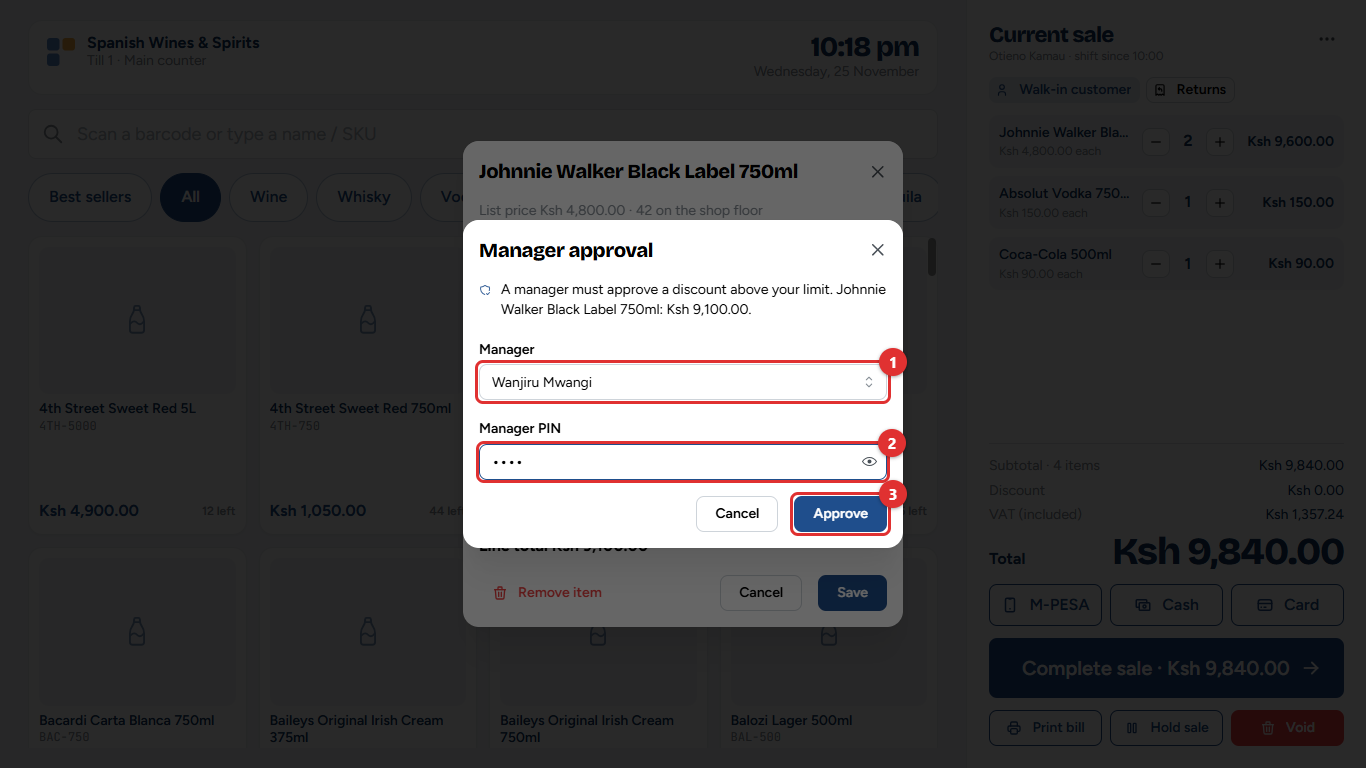 Spanish Wines & Spirits
Till 1 · Main counter
10:18 pm
Wednesday, 25 November
Scan a barcode or type a name / SKU
Best sellers
All
Wine
Whisky
4th Street Sweet Red 5L
4TH-5000
Ksh 4,900.00
12 left
4th Street Sweet Red 750ml
4TH-750
Ksh 1,050.00
Bacardi Carta Blanca 750ml
BAC-750
Baileys Original Irish Cream
375ml
Baileys Original Irish Cream
750ml
Balozi Lager 500ml
BAL-500
Johnnie Walker Black Label 750ml
List price Ksh 4,800.00 · 42 on the shop floor
Manager approval
A manager must approve a discount above your limit. Johnnie
Walker Black Label 750ml: Ksh 9,100.00.
Manager
1
Wanjiru Mwangi
Manager PIN
2
3
Cancel
Approve
Line total Ksh 9,100.00
Remove item
Cancel
Save
Current sale
Otieno Kamau · shift since 10:00
Walk-in customer
Returns
Johnnie Walker Bla...
Ksh 4,800.00 each
2
Ksh 9,600.00
Absolut Vodka 750...
Ksh 150.00 each
1
Ksh 150.00
Coca-Cola 500ml
Ksh 90.00 each
1
Ksh 90.00
Subtotal · 4 items
Ksh 9,840.00
Discount
Ksh 0.00
VAT (included)
Ksh 1,357.24
Total
Ksh 9,840.00
M-PESA
Cash
Card
Complete sale · Ksh 9,840.00
Print bill
Hold sale
Void